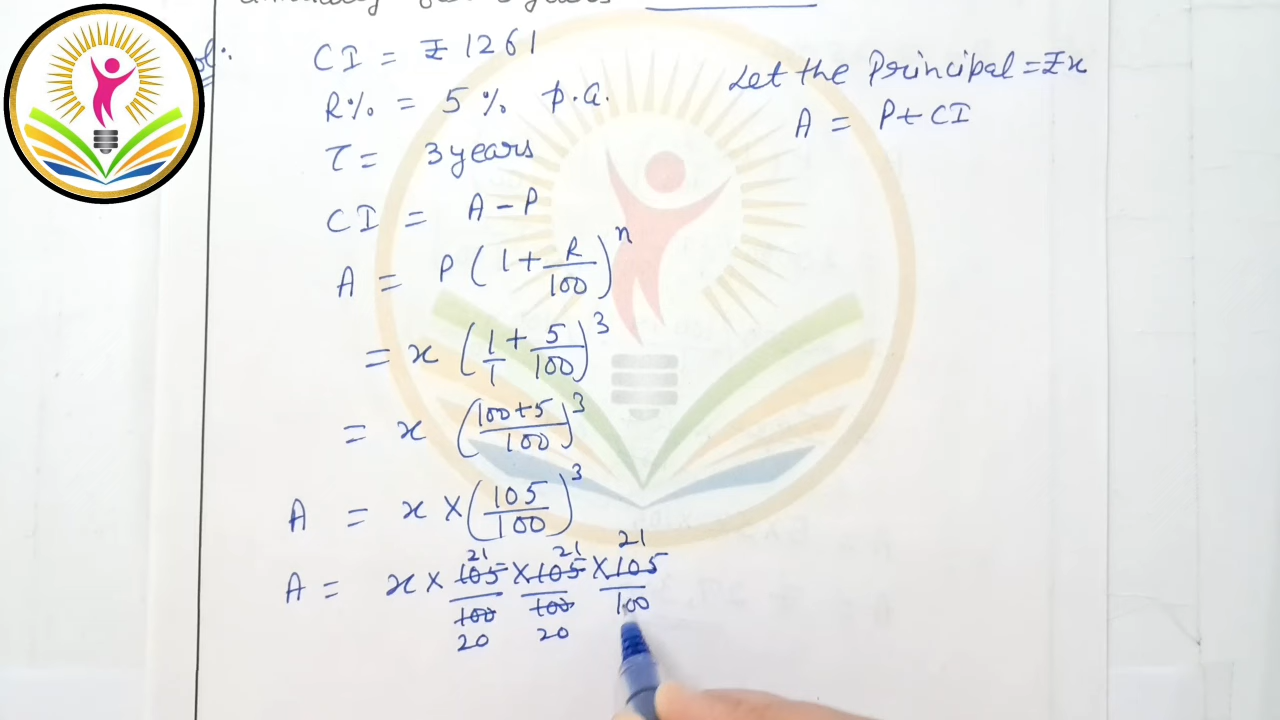 CI = ₹ 1261
R% = 5 % p.a.
T = 3 years
CI = A - P
A = P ( 1 + R/100 )^n
= x ( 1/1 + 5/100 )^3
= x ( 100+5/100 )^3
A = x × ( 105/100 )^3
21 21 21
A = x × 105/100 × 105/100 × 105/100
20 20
Let the Principal = ₹ x
A = P + CI